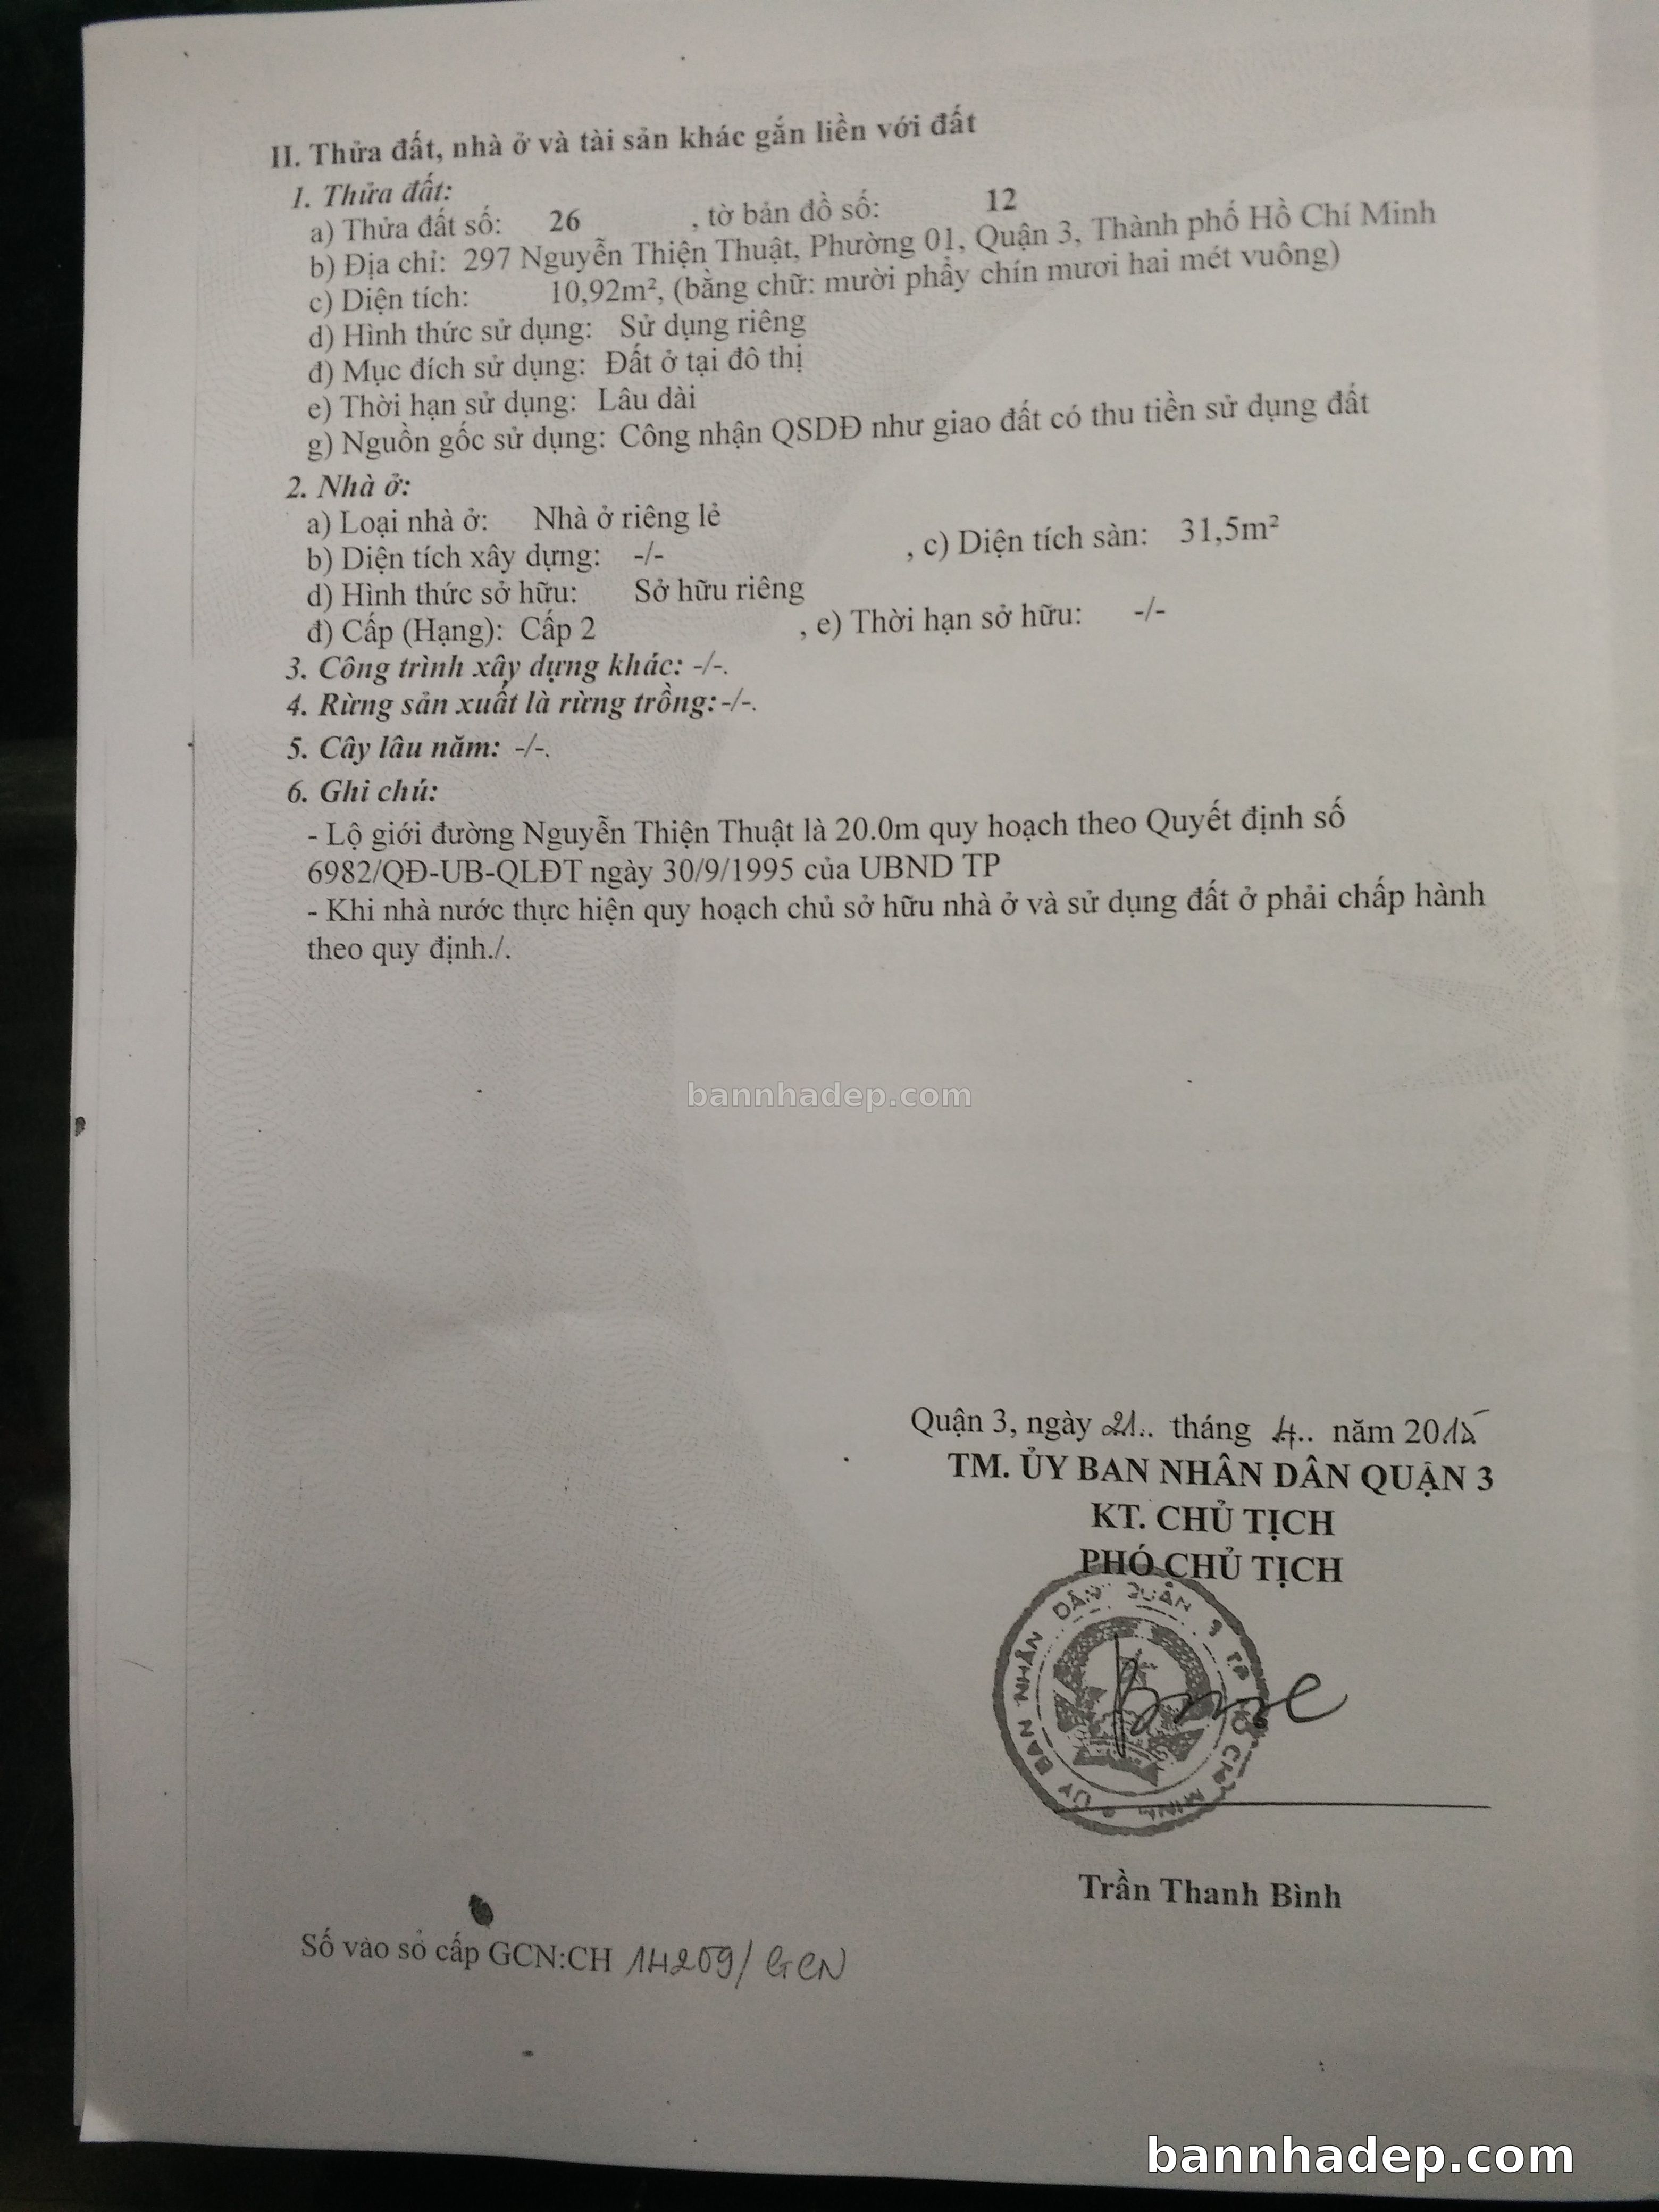 II. Thửa đất, nhà ở và tài sản khác gắn liền với đất
1. Thửa đất:
a) Thửa đất số: 26 , tờ bản đồ số: 12
b) Địa chỉ: 297 Nguyễn Thiện Thuật, Phường 01, Quận 3, Thành phố Hồ Chí Minh
c) Diện tích: 10,92m², (bằng chữ: mười phẩy chín mươi hai mét vuông)
d) Hình thức sử dụng: Sử dụng riêng
đ) Mục đích sử dụng: Đất ở tại đô thị
e) Thời hạn sử dụng: Lâu dài
g) Nguồn gốc sử dụng: Công nhận QSDĐ như giao đất có thu tiền sử dụng đất
2. Nhà ở:
a) Loại nhà ở: Nhà ở riêng lẻ
b) Diện tích xây dựng: -/- , c) Diện tích sàn: 31,5m²
d) Hình thức sở hữu: Sở hữu riêng
đ) Cấp (Hạng): Cấp 2 , e) Thời hạn sở hữu: -/-
3. Công trình xây dựng khác: -/-.
4. Rừng sản xuất là rừng trồng:-/-.
5. Cây lâu năm: -/-.
6. Ghi chú:
- Lộ giới đường Nguyễn Thiện Thuật là 20.0m quy hoạch theo Quyết định số
6982/QĐ-UB-QLĐT ngày 30/9/1995 của UBND TP
- Khi nhà nước thực hiện quy hoạch chủ sở hữu nhà ở và sử dụng đất ở phải chấp hành
theo quy định./.
bannhadep.com
Quận 3, ngày 21.. tháng 4.. năm 2015
TM. ỦY BAN NHÂN DÂN QUẬN 3
KT. CHỦ TỊCH
PHÓ CHỦ TỊCH
ỦY BAN NHÂN DÂN QUẬN 3 TP HỒ CHÍ MINH
Trần Thanh Bình
Số vào sổ cấp GCN:CH 14209/GCN
bannhadep.com